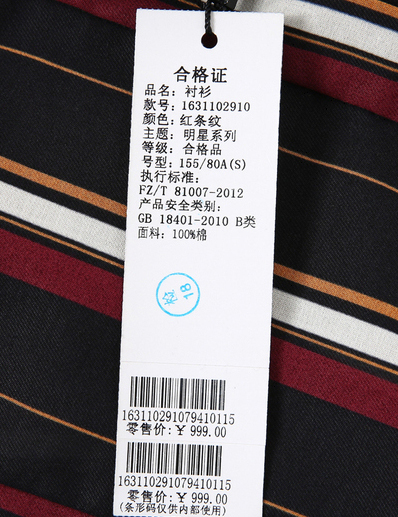 合格证
品名: 衬衫
款号: 1631102910
颜色: 红条纹
主题: 明星系列
等级: 合格品
号型: 155/80A(S)
执行标准:
FZ/T 81007-2012
产品安全类别:
GB 18401-2010 B类
面料: 100%棉
检 18
163110291079410115
零售价: ¥ 999.00
163110291079410115
零售价: ¥ 999.00
(条形码仅供内部使用)